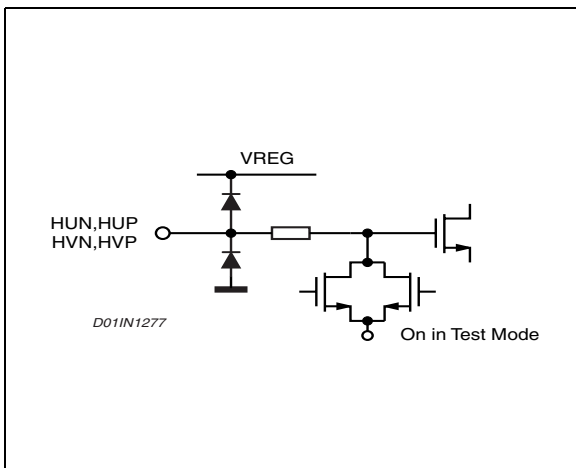 VREG
HUN,HUP
HVN,HVP
D01IN1277
On in Test Mode